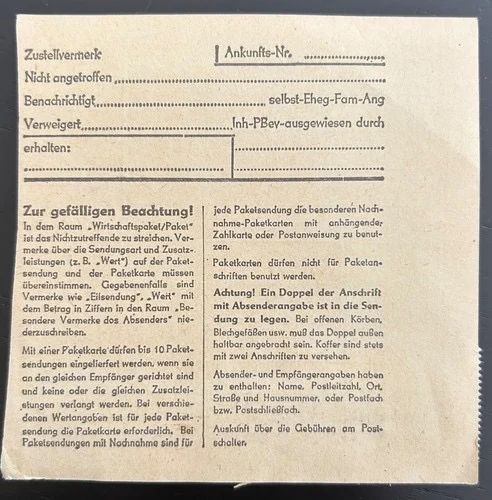 Zustellvermerk
Ankunfts-Nr.
Nicht angetroffen
Benachrichtigt
selbst-Eheg-Fam-Ang
Verweigert
Inh-PBev-ausgewiesen durch
erhalten:
Zur gefälligen Beachtung!
In dem Raum „Wirtschaftspaket/Paket"
ist das Nichtzutreffende zu streichen. Ver-
merke über die Sendungsart und Zusatz-
leistungen (z. B. „Wert") auf der Paket-
sendung und der Paketkarte müssen
übereinstimmen. Gegebenenfalls sind
Vermerke wie „Eilsendung", „Wert" mit
dem Betrag in Ziffern in den Raum „Be-
sondere Vermerke des Absenders" nie-
derzuschreiben.
Mit einer Paketkarte dürfen bis 10 Paket-
sendungen eingeliefert werden, wenn sie
an den gleichen Empfänger gerichtet sind
und keine oder die gleichen Zusatzlei-
stungen verlangt werden. Bei verschie-
denen Wertangaben ist für jede Paket-
sendung die Paketkarte erforderlich. Bei
Paketsendungen mit Nachnahme sind für
jede Paketsendung die besonderen Nach-
nahme-Paketkarten mit anhängender
Zahlkarte oder Postanweisung zu benut-
zen.
Paketkarten dürfen nicht für Paketan-
schriften benutzt werden.
Achtung! Ein Doppel der Anschrift
mit Absenderangabe ist in die Sen-
dung zu legen. Bei offenen Körben,
Blechgefäßen usw. muß das Doppel außen
haltbar angebracht sein. Koffer sind stets
mit zwei Anschriften zu versehen.
Absender- und Empfängerangaben haben
zu enthalten: Name, Postleitzahl, Ort,
Straße und Hausnummer, oder Postfach
bzw. Postschließfach.
Auskunft über die Gebühren am Post-
schalter.